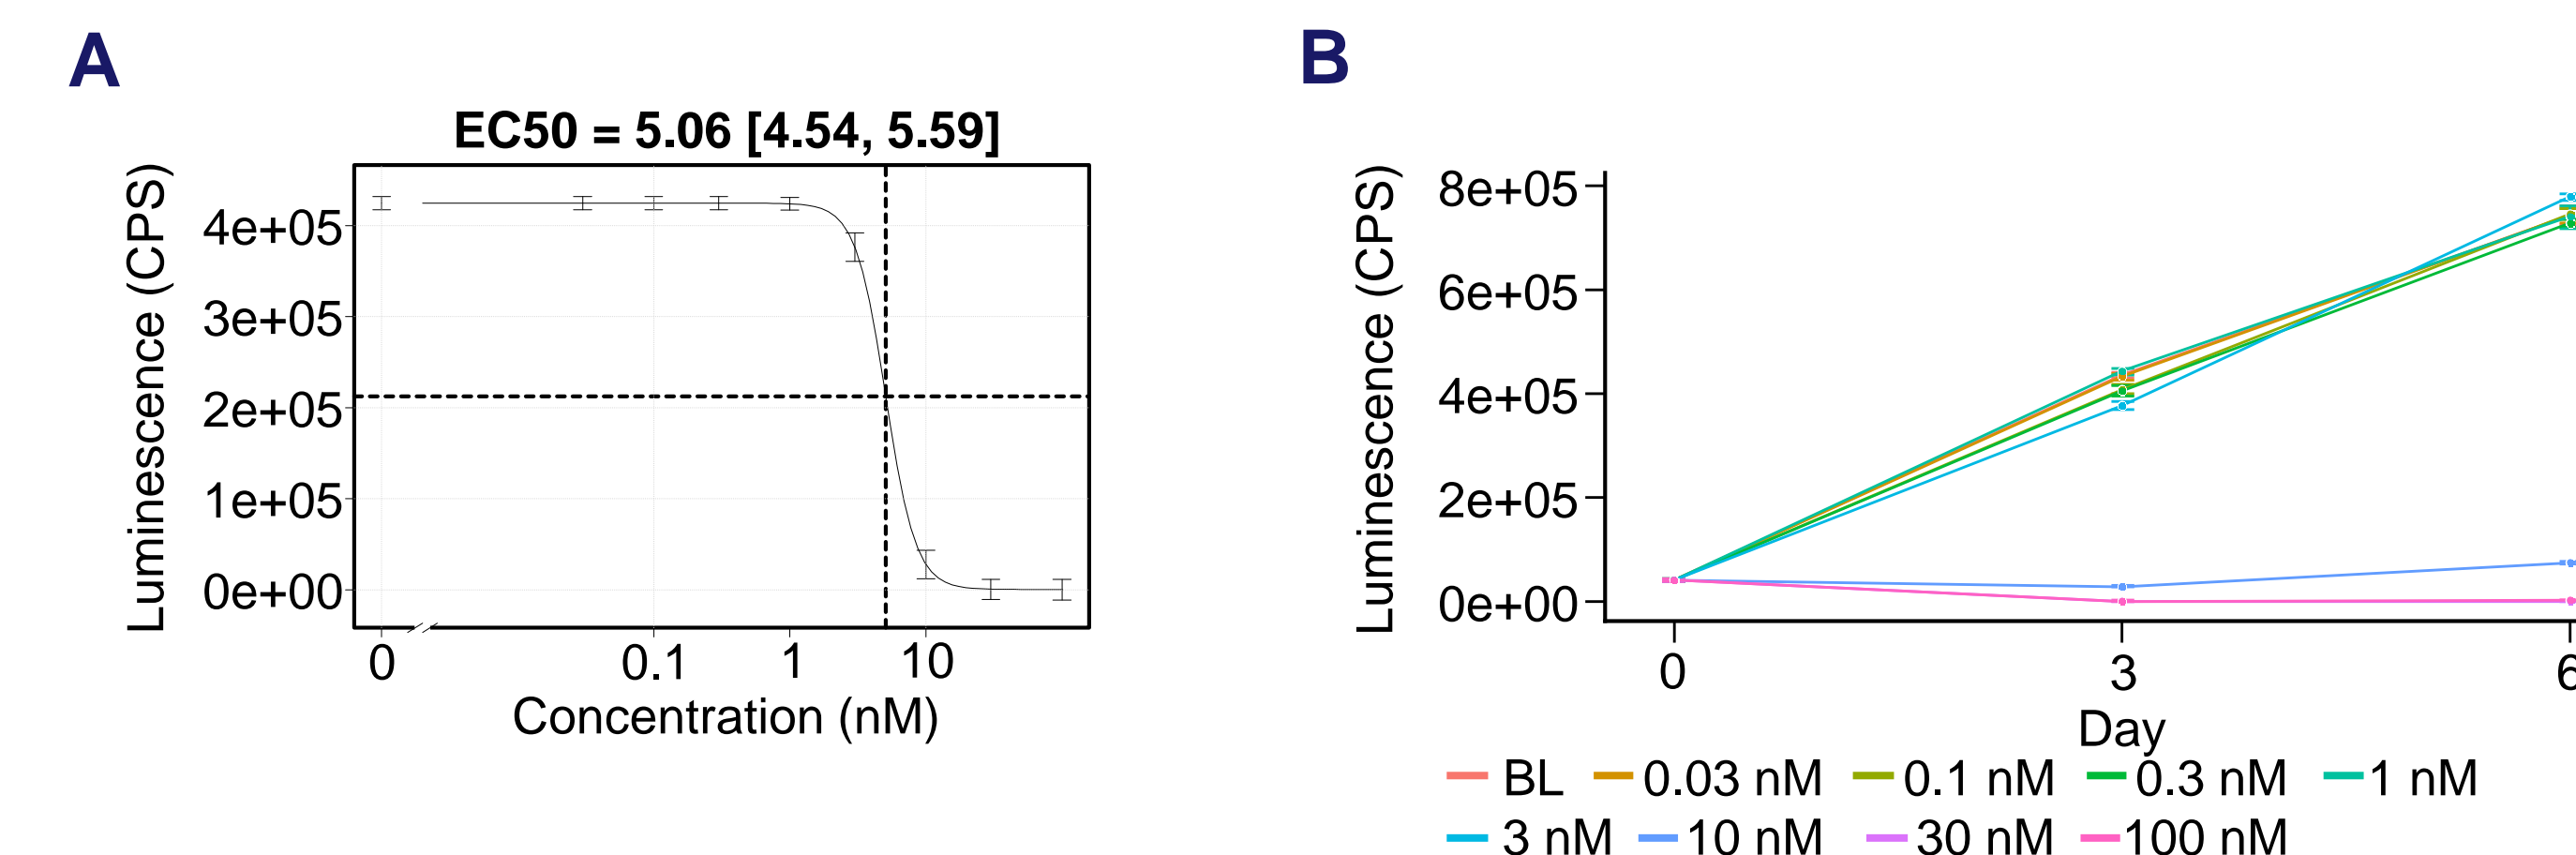 A
B
EC50 = 5.06 [4.54, 5.59]
Luminescence (CPS)
4e+05
3e+05
2e+05
1e+05
0e+00
0
0.1
1
10
Concentration (nM)
Luminescence (CPS)
8e+05
6e+05
4e+05
2e+05
0e+00
0
3
6
Day
BL 0.03 nM 0.1 nM 0.3 nM 1 nM
3 nM 10 nM 30 nM 100 nM